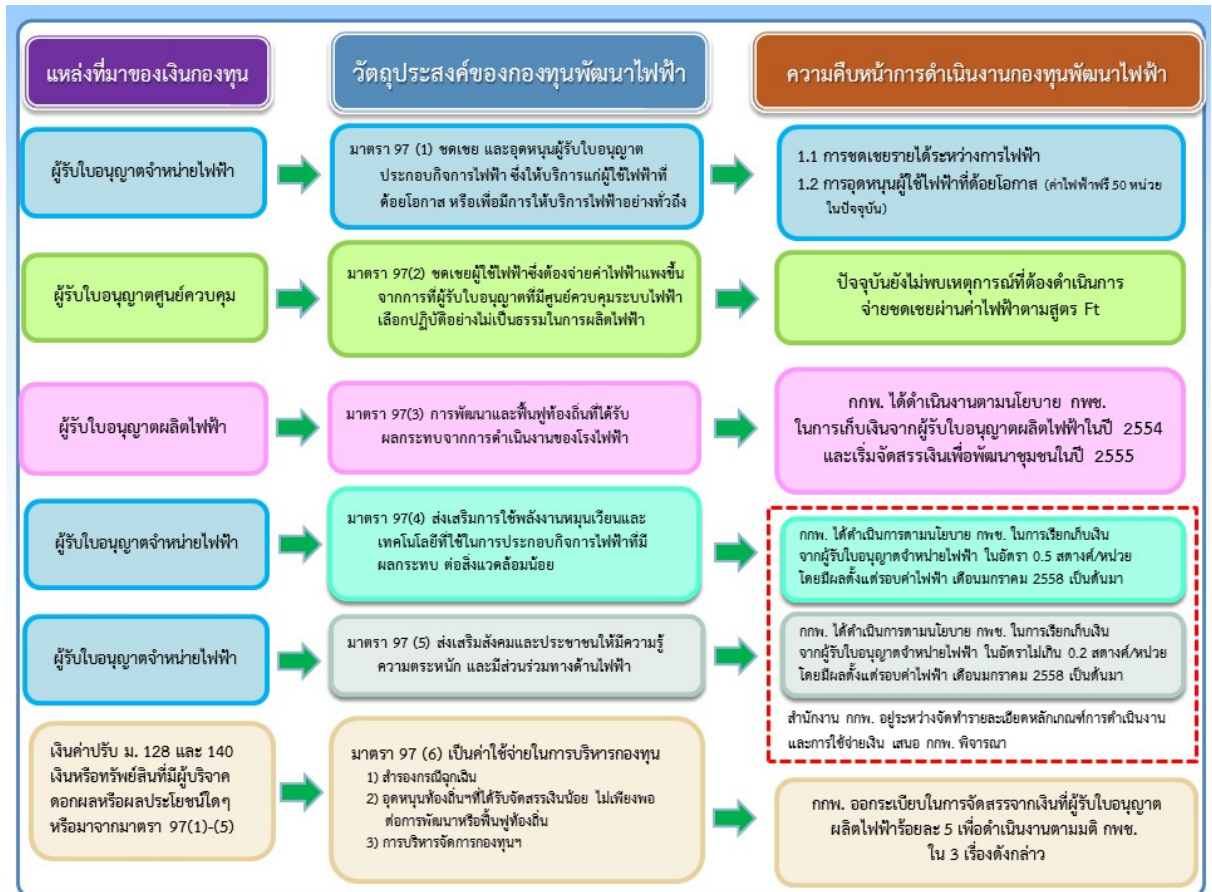 แหล่งที่มาของเงินกองทุน
วัตถุประสงค์ของกองทุนพัฒนาไฟฟ้า
ความคืบหน้าการดำเนินงานกองทุนพัฒนาไฟฟ้า
ผู้รับใบอนุญาตจำหน่ายไฟฟ้า
มาตรา 97 (1) ชดเชย และอุดหนุนผู้รับใบอนุญาต
ประกอบกิจการไฟฟ้า ซึ่งให้บริการแก่ผู้ใช้ไฟฟ้าที่
ด้อยโอกาส หรือเพื่อมีการให้บริการไฟฟ้าอย่างทั่วถึง
1.1 การชดเชยรายได้ระหว่างการไฟฟ้า
1.2 การอุดหนุนผู้ใช้ไฟฟ้าที่ด้อยโอกาส (ค่าไฟฟ้าฟรี 50 หน่วย
ในปัจจุบัน)
ผู้รับใบอนุญาตศูนย์ควบคุม
มาตรา 97(2) ชดเชยผู้ใช้ไฟฟ้าซึ่งต้องจ่ายค่าไฟฟ้าแพงขึ้น
จากการที่ผู้รับใบอนุญาตที่มีศูนย์ควบคุมระบบไฟฟ้า
เลือกปฏิบัติอย่างไม่เป็นธรรมในการผลิตไฟฟ้า
ปัจจุบันยังไม่พบเหตุการณ์ที่ต้องดำเนินการ
จ่ายชดเชยผ่านค่าไฟฟ้าตามสูตร Ft
ผู้รับใบอนุญาตผลิตไฟฟ้า
มาตรา 97(3) การพัฒนาและฟื้นฟูท้องถิ่นที่ได้รับ
ผลกระทบจากการดำเนินงานของโรงไฟฟ้า
กกพ. ได้ดำเนินงานตามนโยบาย กพช.
ในการเก็บเงินจากผู้รับใบอนุญาตผลิตไฟฟ้าในปี 2554
และเริ่มจัดสรรเงินเพื่อพัฒนาชุมชนในปี 2555
ผู้รับใบอนุญาตจำหน่ายไฟฟ้า
มาตรา 97(4) ส่งเสริมการใช้พลังงานหมุนเวียนและ
เทคโนโลยีที่ใช้ในการประกอบกิจการไฟฟ้าที่มี
ผลกระทบ ต่อสิ่งแวดล้อมน้อย
กกพ. ได้ดำเนินการตามนโยบาย กพช. ในการเรียกเก็บเงิน
จากผู้รับใบอนุญาตจำหน่ายไฟฟ้า ในอัตรา 0.5 สตางค์/หน่วย
โดยมีผลตั้งแต่รอบค่าไฟฟ้า เดือนมกราคม 2558 เป็นต้นมา
ผู้รับใบอนุญาตจำหน่ายไฟฟ้า
มาตรา 97 (5) ส่งเสริมสังคมและประชาชนให้มีความรู้
ความตระหนัก และมีส่วนร่วมทางด้านไฟฟ้า
กกพ. ได้ดำเนินการตามนโยบาย กพช. ในการเรียกเก็บเงิน
จากผู้รับใบอนุญาตจำหน่ายไฟฟ้า ในอัตราไม่เกิน 0.2 สตางค์/หน่วย
โดยมีผลตั้งแต่รอบค่าไฟฟ้า เดือนมกราคม 2558 เป็นต้นมา
สำนักงาน กกพ. อยู่ระหว่างจัดทำรายละเอียดหลักเกณฑ์การดำเนินงาน
และการใช้จ่ายเงิน เสนอ กกพ. พิจารณา
เงินค่าปรับ ม. 128 และ 140
เงินหรือทรัพย์สินที่มีผู้บริจาค
ดอกผลหรือผลประโยชน์ใดๆ
หรือมาจากมาตรา 97(1)-(5)
มาตรา 97 (6) เป็นค่าใช้จ่ายในการบริหารกองทุน
1) สำรองกรณีฉุกเฉิน
2) อุดหนุนท้องถิ่นฯที่ได้รับจัดสรรเงินน้อย ไม่เพียงพอ
ต่อการพัฒนาหรือฟื้นฟูท้องถิ่น
3) การบริหารจัดการกองทุนฯ
กกพ. ออกระเบียบในการจัดสรรจากเงินที่ผู้รับใบอนุญาต
ผลิตไฟฟ้าร้อยละ 5 เพื่อดำเนินงานตามมติ กพช.
ใน 3 เรื่องดังกล่าว